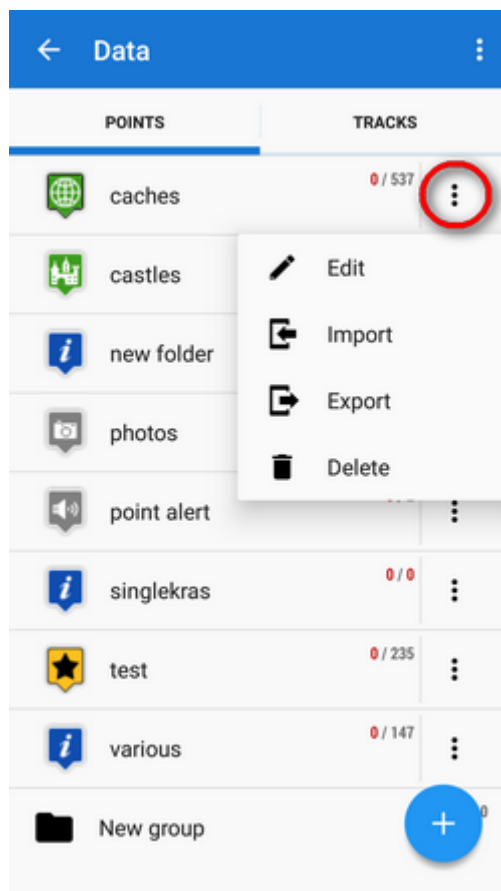 Data
POINTS TRACKS
caches 0 / 537
castles
Edit
Import
new folder
Export
photos
Delete
point alert
singlekras 0 / 0
test 0 / 235
various 0 / 147
New group 0